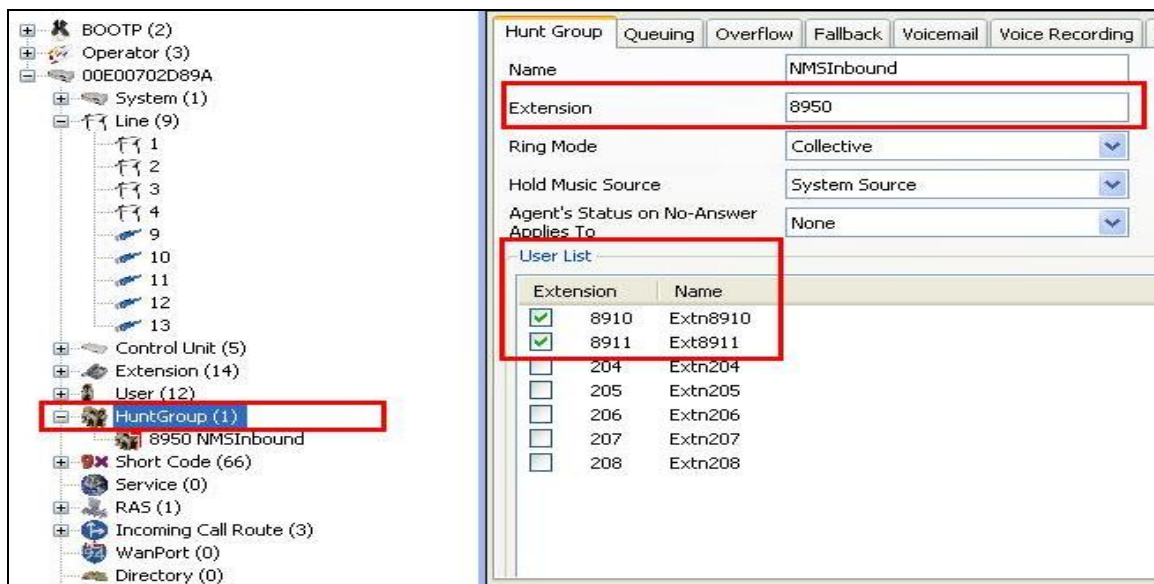 BOOTP (2)
Operator (3)
00E00702D89A
System (1)
Line (9)
1
2
3
4
9
10
11
12
13
Control Unit (5)
Extension (14)
User (12)
HuntGroup (1)
8950 NMSInbound
Short Code (66)
Service (0)
RAS (1)
Incoming Call Route (3)
WanPort (0)
Directory (0)
Hunt Group Queuing Overflow Fallback Voicemail Voice Recording
Name NMSInbound
Extension 8950
Ring Mode Collective
Hold Music Source System Source
Agent's Status on No-Answer
Applies To None
User List
Extension Name
8910 Extn8910
8911 Ext8911
204 Extn204
205 Extn205
206 Extn206
207 Extn207
208 Extn208